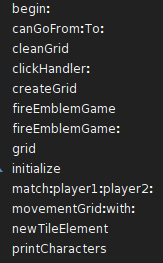 begin:
canGoFrom:To:
cleanGrid
clickHandler:
createGrid
fireEmblemGame
fireEmblemGame:
grid
initialize
match:player1:player2:
movementGrid:with:
newTileElement
printCharacters